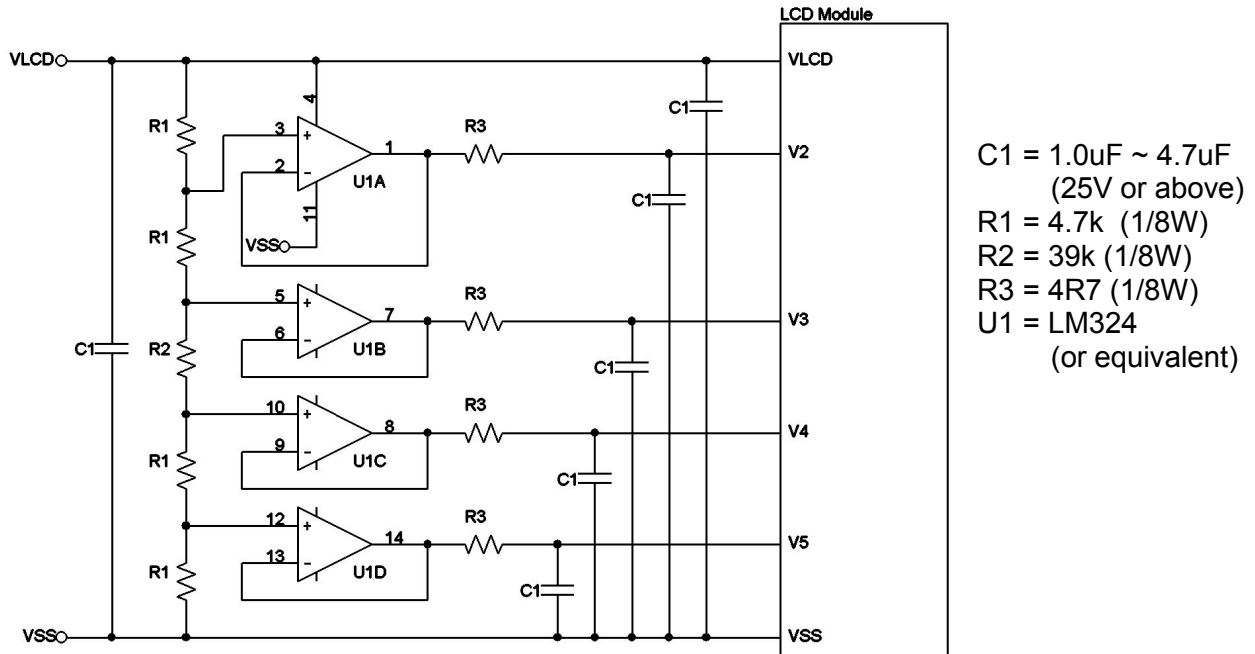 LCD Module
VLCD
VLCD
4
C1
R1
3
+
R3
1
V2
2
−
U1A
C1
11
VSS
R1
R3
5
+
7
V3
6
−
U1B
C1
R2
C1
R3
10
+
8
V4
9
−
U1C
C1
R1
R3
12
+
14
V5
13
−
U1D
R1
C1
VSS
VSS
C1 = 1.0uF ~ 4.7uF
(25V or above)
R1 = 4.7k (1/8W)
R2 = 39k (1/8W)
R3 = 4R7 (1/8W)
U1 = LM324
(or equivalent)